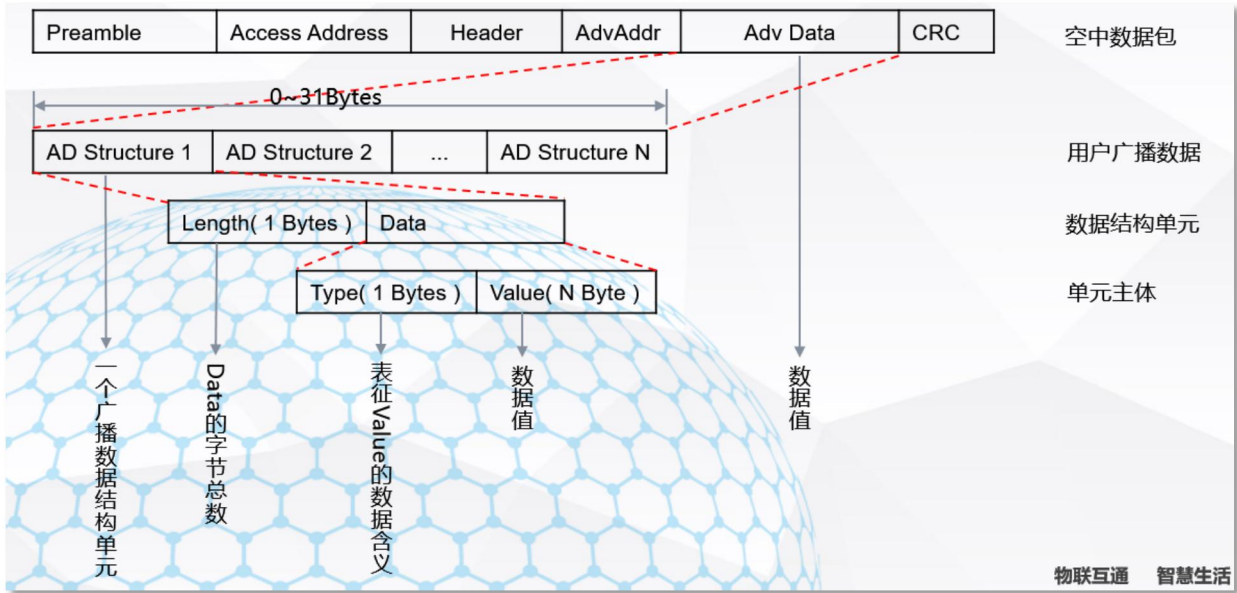 Preamble Access Address Header AdvAddr Adv Data CRC 空中数据包
0~31Bytes
AD Structure 1 AD Structure 2 ... AD Structure N 用户广播数据
Length( 1 Bytes ) Data 数据结构单元
Type( 1 Bytes ) Value( N Byte ) 单元主体
一个广播数据结构单元
Data的字节总数
表征Value的数据含义
数据值
数据值
物联互通 智慧生活